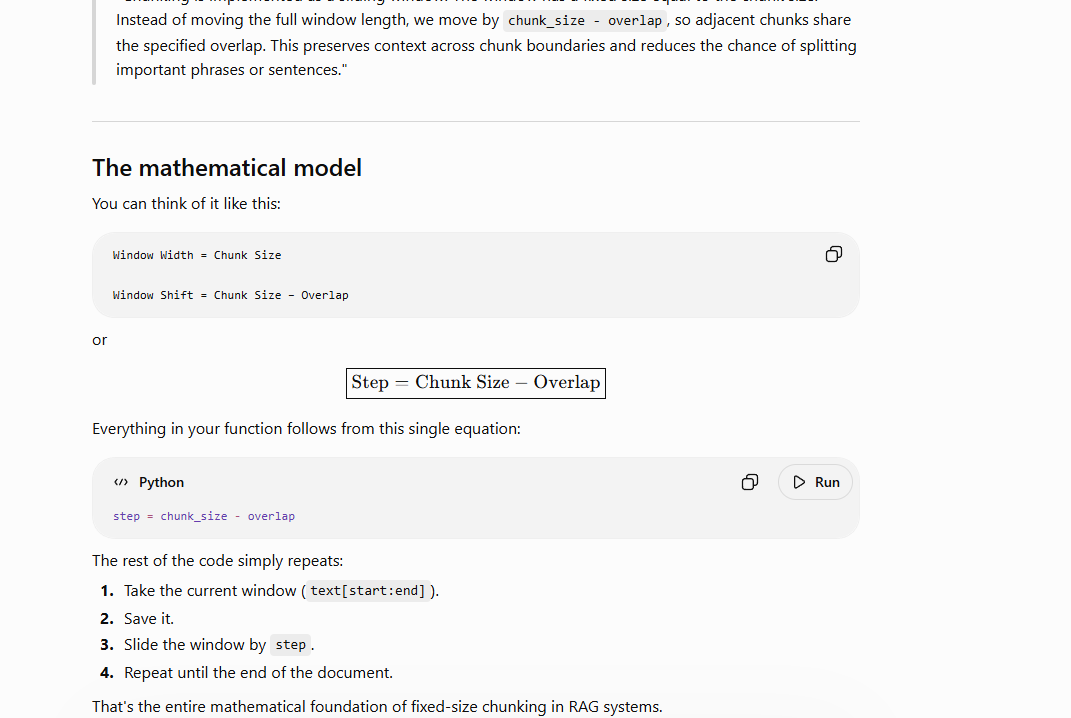 Instead of moving the full window length, we move by chunk_size - overlap, so adjacent chunks share
the specified overlap. This preserves context across chunk boundaries and reduces the chance of splitting
important phrases or sentences."
The mathematical model
You can think of it like this:
Window Width = Chunk Size
Window Shift = Chunk Size - Overlap
or
Step = Chunk Size − Overlap
Everything in your function follows from this single equation:
Python
Run
step = chunk_size - overlap
The rest of the code simply repeats:
1. Take the current window (text[start:end]).
2. Save it.
3. Slide the window by step.
4. Repeat until the end of the document.
That's the entire mathematical foundation of fixed-size chunking in RAG systems.